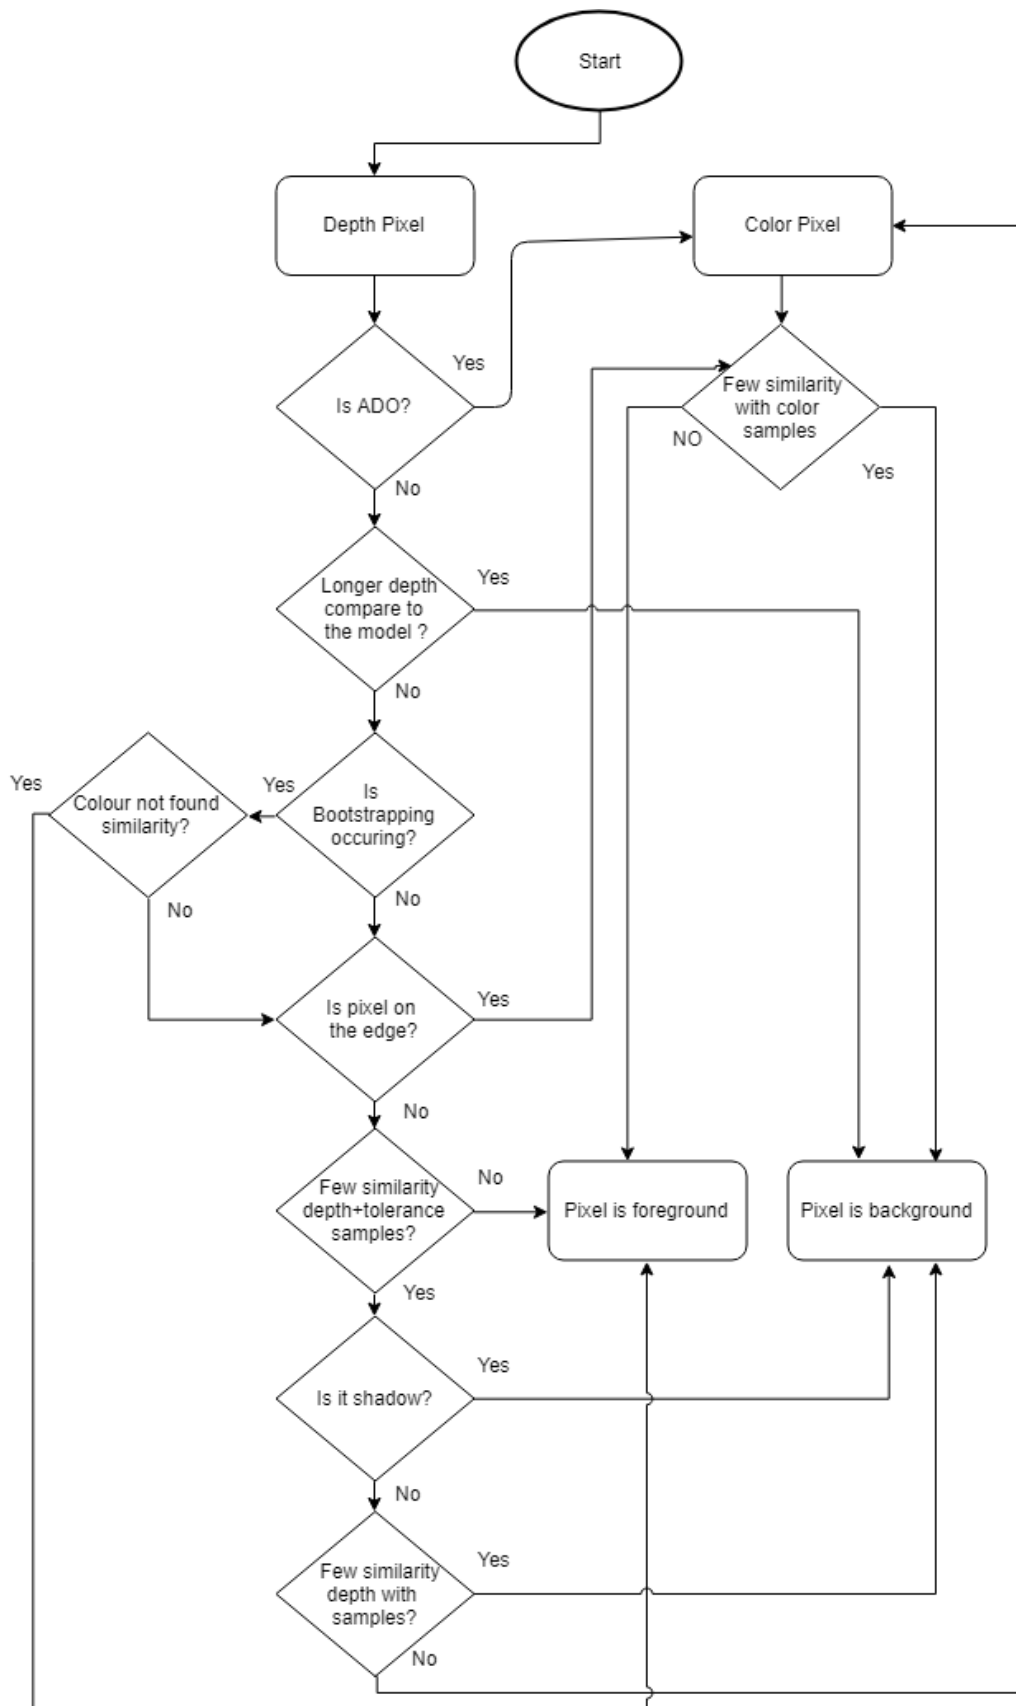 Start
Depth Pixel
Color Pixel
Yes
Is ADO?
Few similarity
with color
samples
NO
Yes
No
Longer depth
compare to
the model ?
Yes
No
Yes
Colour not found
similarity?
Yes
Is
Bootstrapping
occuring?
No
No
Is pixel on
the edge?
Yes
No
Few similarity
depth+tolerance
samples?
No
Pixel is foreground
Pixel is background
Yes
Is it shadow?
Yes
No
Few similarity
depth with
samples?
Yes
No